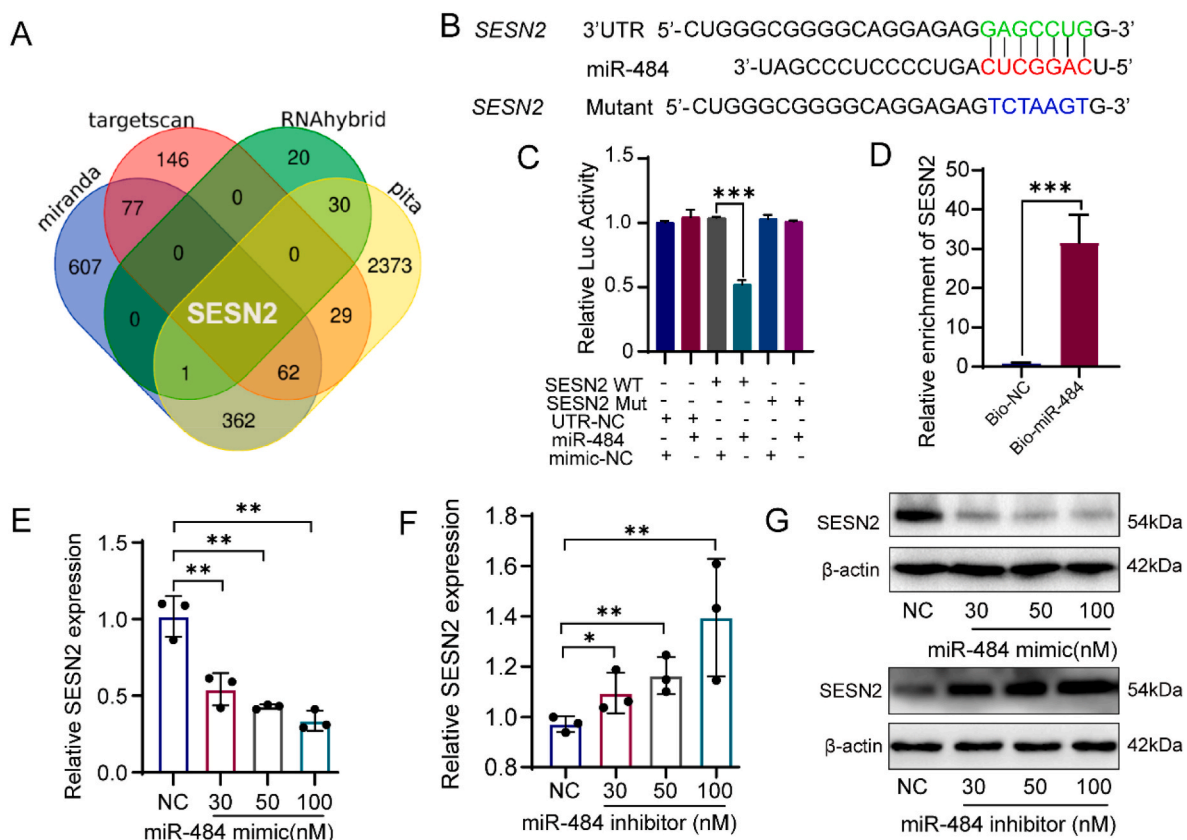 A
targetscan
RNAhybrid
miranda
pita
146
20
77
0
30
607
0
0
2373
0
SESN2
29
1
62
362
B
SESN2 3'UTR 5'-CUGGGCGGGGCAGGAGAGGAGCCUGG-3'
miR-484 3'-UAGCCCUCCCCUGACUCGGACU-5'
SESN2 Mutant 5'-CUGGGCGGGGCAGGAGAGTCTAAGTG-3'
C
Relative Luc Activity
1.5
1.0
0.5
0
***
SESN2 WT - - + + - -
SESN2 Mut - - - - + +
UTR-NC + + - - - -
miR-484 - + - + - +
mimic-NC + - + - + -
D
Relative enrichment of SESN2
50
40
30
20
10
0
***
Bio-NC
Bio-miR-484
E
Relative SESN2 expression
1.5
1.0
0.5
0.0
**
**
**
NC 30 50 100
miR-484 mimic(nM)
F
Relative SESN2 expression
1.8
1.6
1.4
1.2
1.0
0.8
**
**
*
NC 30 50 100
miR-484 inhibitor (nM)
G
SESN2 54kDa
β-actin 42kDa
NC 30 50 100
miR-484 mimic(nM)
SESN2 54kDa
β-actin 42kDa
NC 30 50 100
miR-484 inhibitor (nM)